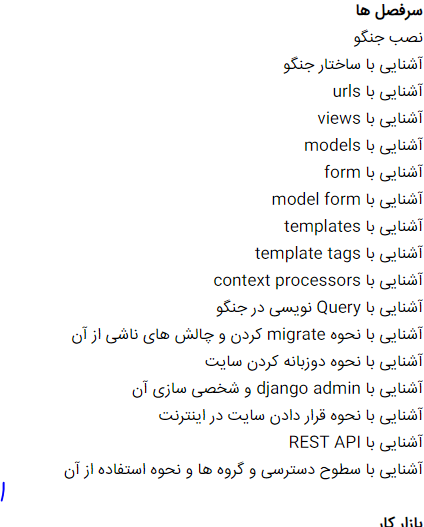 سرفصل ها
نصب جنگو
آشنایی با ساختار جنگو
آشنایی با urls
آشنایی با views
آشنایی با models
آشنایی با form
آشنایی با model form
آشنایی با templates
آشنایی با template tags
آشنایی با context processors
آشنایی با Query نویسی در جنگو
آشنایی با نحوه migrate کردن و چالش های ناشی از آن
آشنایی با نحوه دوزبانه کردن سایت
آشنایی با django admin و شخصی سازی آن
آشنایی با نحوه قرار دادن سایت در اینترنت
آشنایی با REST API
آشنایی با سطوح دسترسی و گروه ها و نحوه استفاده از آن
بازار کار